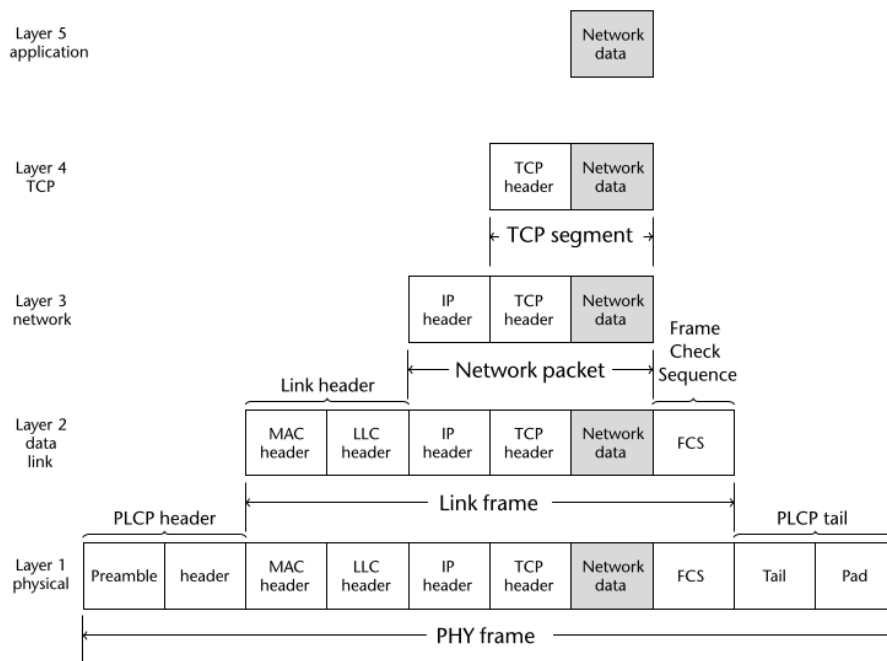 Layer 5
application
Network
data
Layer 4
TCP
TCP
header
Network
data
TCP segment
Layer 3
network
IP
header
TCP
header
Network
data
Frame
Check
Sequence
Network packet
Link header
Layer 2
data
link
MAC
header
LLC
header
IP
header
TCP
header
Network
data
FCS
Link frame
PLCP header
PLCP tail
Layer 1
physical
Preamble
header
MAC
header
LLC
header
IP
header
TCP
header
Network
data
FCS
Tail
Pad
PHY frame